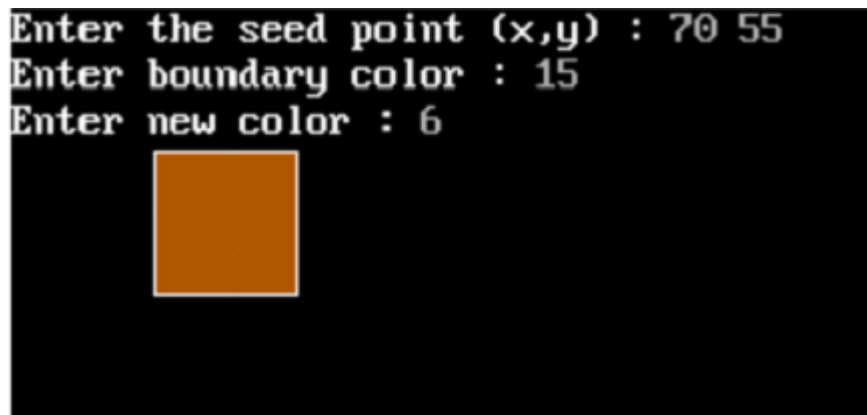 Enter the seed point (x,y) : 70 55
Enter boundary color : 15
Enter new color : 6